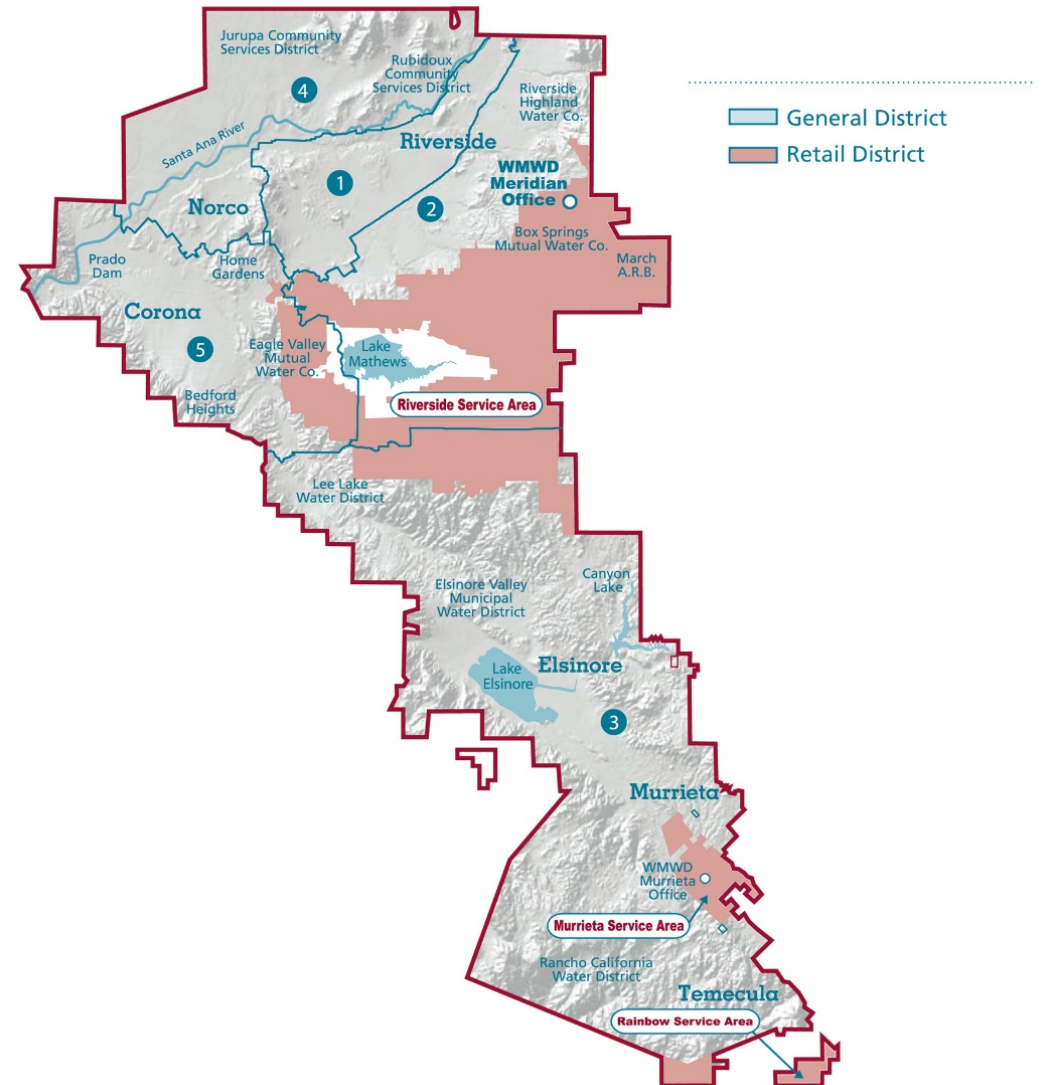 Jurupa Community
Services District
4
Rubidoux
Community
Services District
Riverside
Highland
Water Co.
General District
Retail District
Santa Ana River
Riverside
1
2
WMWD
Meridian
Office
Norco
Box Springs
Mutual Water Co.
March
A.R.B.
Prado
Dam
Home
Gardens
Corona
5
Eagle Valley
Mutual
Water Co.
Lake
Mathews
Bedford
Heights
Riverside Service Area
Lee Lake
Water District
Canyon
Lake
Elsinore Valley
Municipal
Water District
Elsinore
Lake
Elsinore
3
Murrieta
WMWD
Murrieta
Office
Murrieta Service Area
Rancho California
Water District
Temecula
Rainbow Service Area